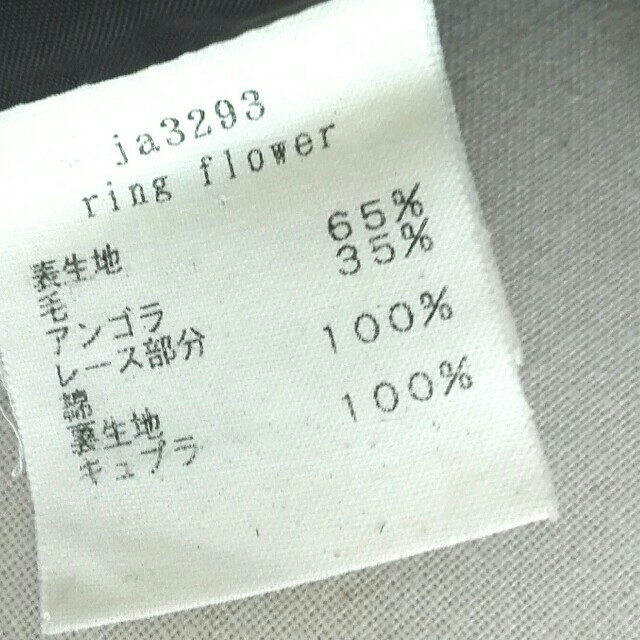 ja3293
ring flower
表生地
毛 65%
アンゴラ 35%
レース部分
綿 100%
裏生地
キュプラ 100%